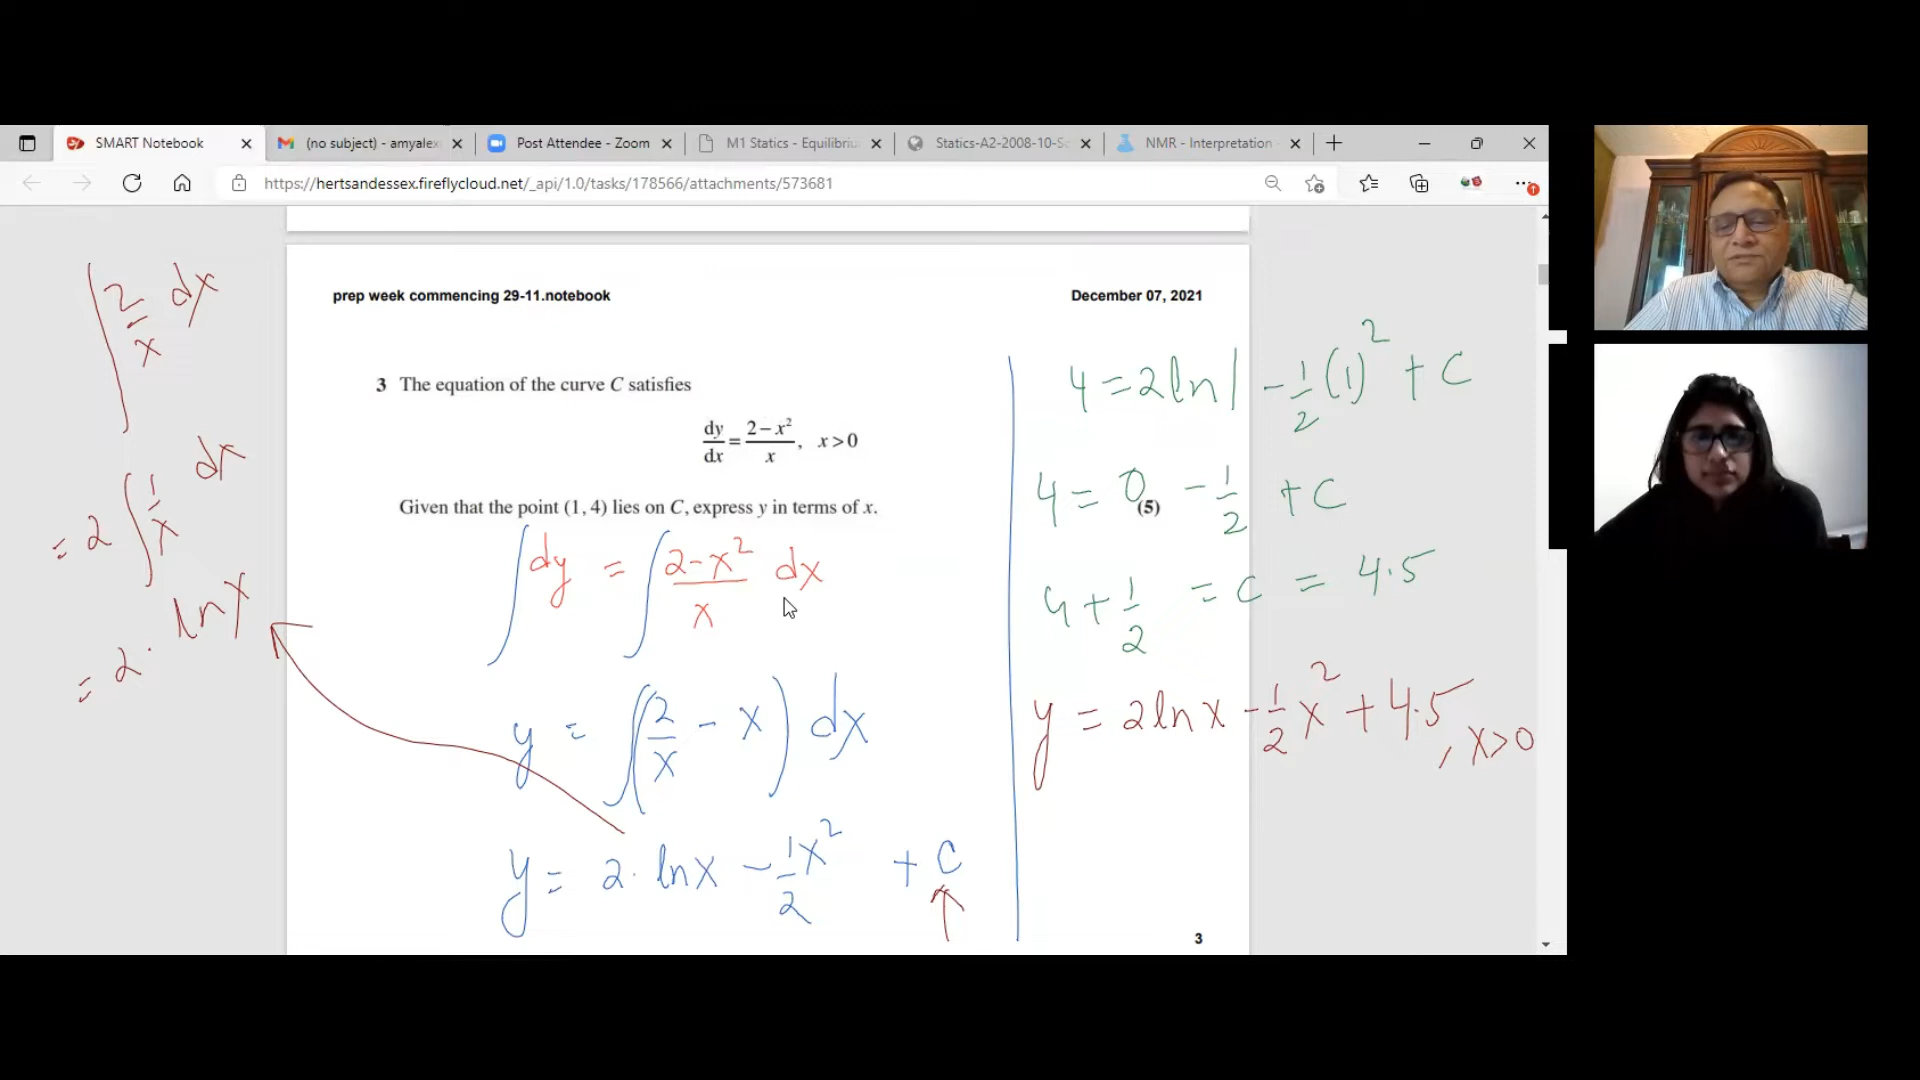 SMART Notebook
(no subject) - amyalex
Post Attendee - Zoom
M1 Statics - Equilibriu
Statics-A2-2008-10-So
NMR - Interpretation
https://hertsandessex.fireflycloud.net/_api/1.0/tasks/178566/attachments/573681
prep week commencing 29-11.notebook
December 07, 2021
3 The equation of the curve C satisfies
dy/dx = (2 − x²)/x, x > 0
Given that the point (1, 4) lies on C, express y in terms of x.
(5)
∫ 2/x dx
= 2 ∫ 1/x dx
= 2 · ln x
∫ dy = ∫ (2 - x²)/x dx
y = ∫ (2/x - x) dx
y = 2 · ln x - 1/2 x² + C
4 = 2 ln 1 - 1/2 (1)² + C
4 = 0 - 1/2 + C
4 + 1/2 = C = 4.5
y = 2 ln x - 1/2 x² + 4.5, x > 0
3